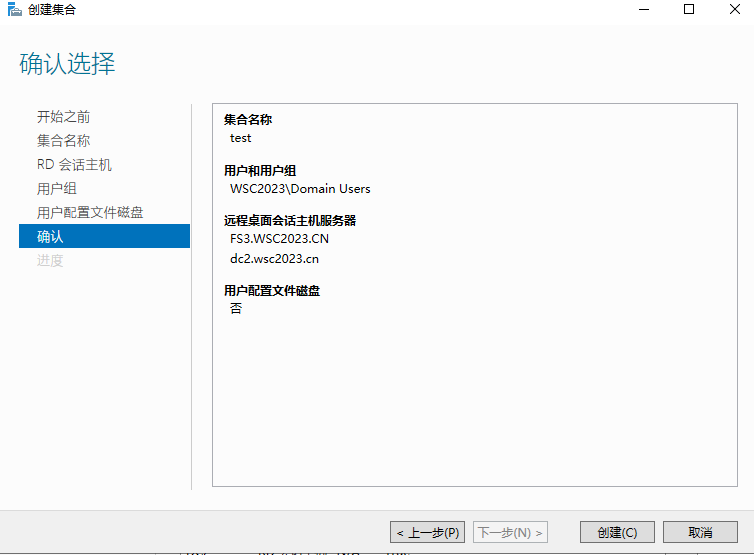 创建集合
确认选择
开始之前
集合名称
RD 会话主机
用户组
用户配置文件磁盘
确认
进度
集合名称
test
用户和用户组
WSC2023\Domain Users
远程桌面会话主机服务器
FS3.WSC2023.CN
dc2.wsc2023.cn
用户配置文件磁盘
否
< 上一步(P)
下一步(N) >
创建(C)
取消